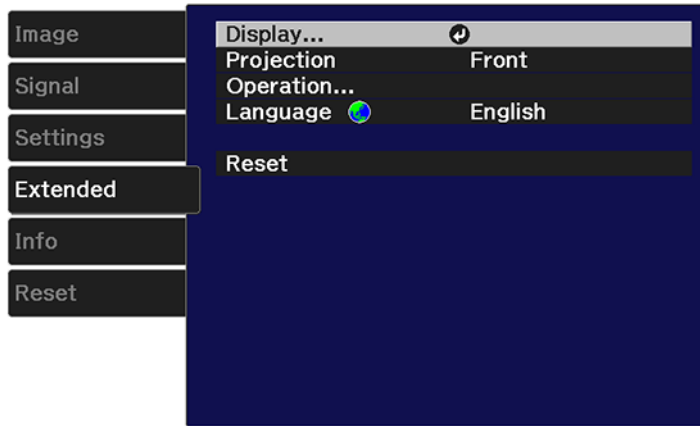 Image
Signal
Settings
Extended
Info
Reset
Display...
Projection Front
Operation...
Language English
Reset